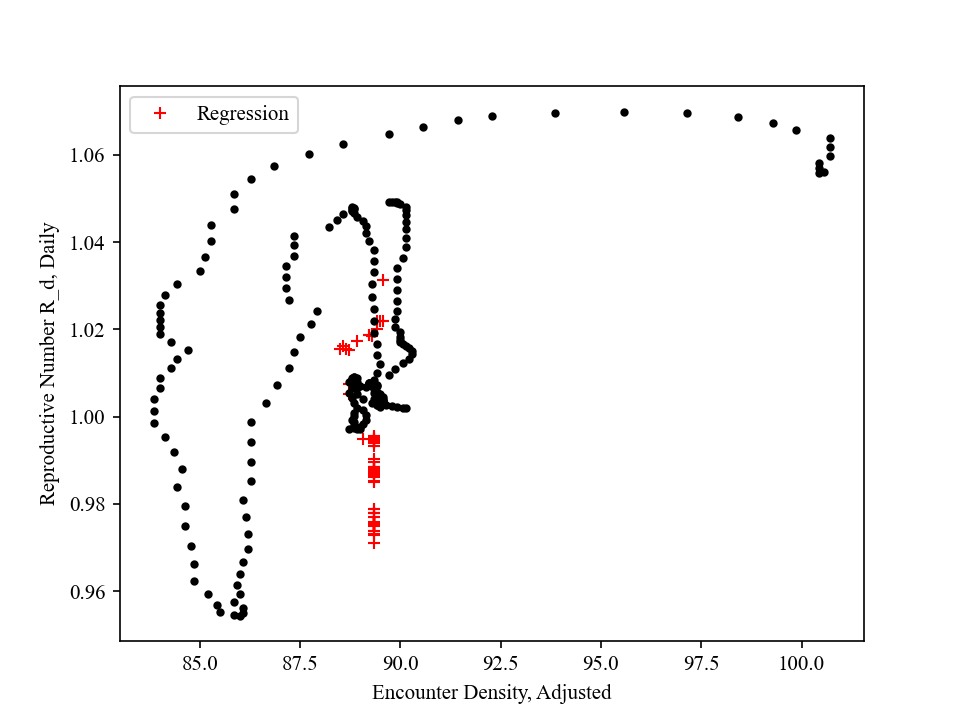 Regression
1.06
1.04
1.02
1.00
0.98
0.96
Reproductive Number R_d, Daily
85.0 87.5 90.0 92.5 95.0 97.5 100.0
Encounter Density, Adjusted